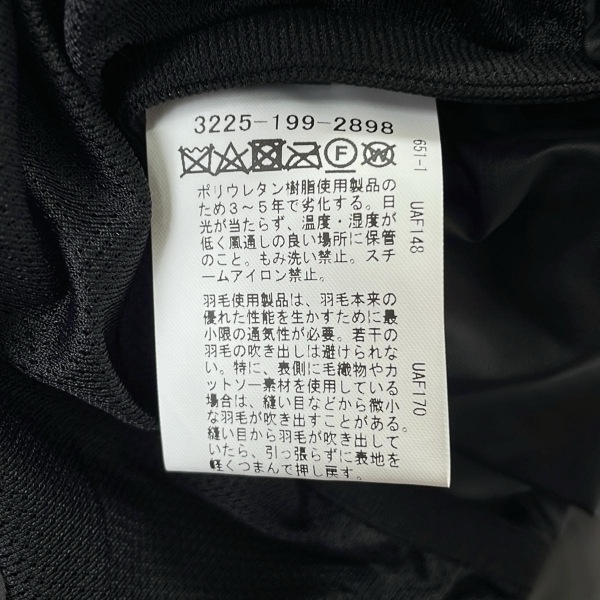 3225-199-2898
F W
ポリウレタン樹脂使用製品の
ため3～5年で劣化する。日
光が当たらず、温度・湿度が
低く風通しの良い場所に保管
のこと。もみ洗い禁止。スチ
ームアイロン禁止。
羽毛使用製品は、羽毛本来の
優れた性能を生かすために最
小限の通気性が必要。若干の
羽毛の吹き出しは避けられな
い。特に、表側に毛織物やカ
ットソー素材を使用している
場合は、縫い目などから微小
な羽毛が吹き出すことがある。
縫い目から羽毛が吹き出して
いたら、引っ張らずに表地を
軽くつまんで押し戻す。
651-1 UAF148 UAF170